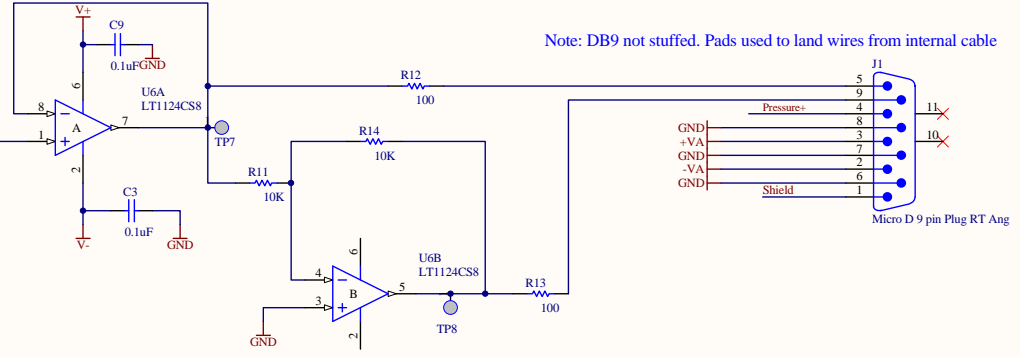 V+
C9
Note: DB9 not stuffed. Pads used to land wires from internal cable
0.1uF
GND
J1
6
R12
100
5
U6A
LT1124CS8
9
8
A
7
Pressure+
4
11
1
TP7
GND
8
R14
10K
+VA
3
10
GND
7
2
R11
10K
-VA
2
GND
6
C3
0.1uF
Shield
1
V-
GND
Micro D 9 pin Plug RT Ang
6
U6B
LT1124CS8
4
B
5
R13
100
3
TP8
2
GND